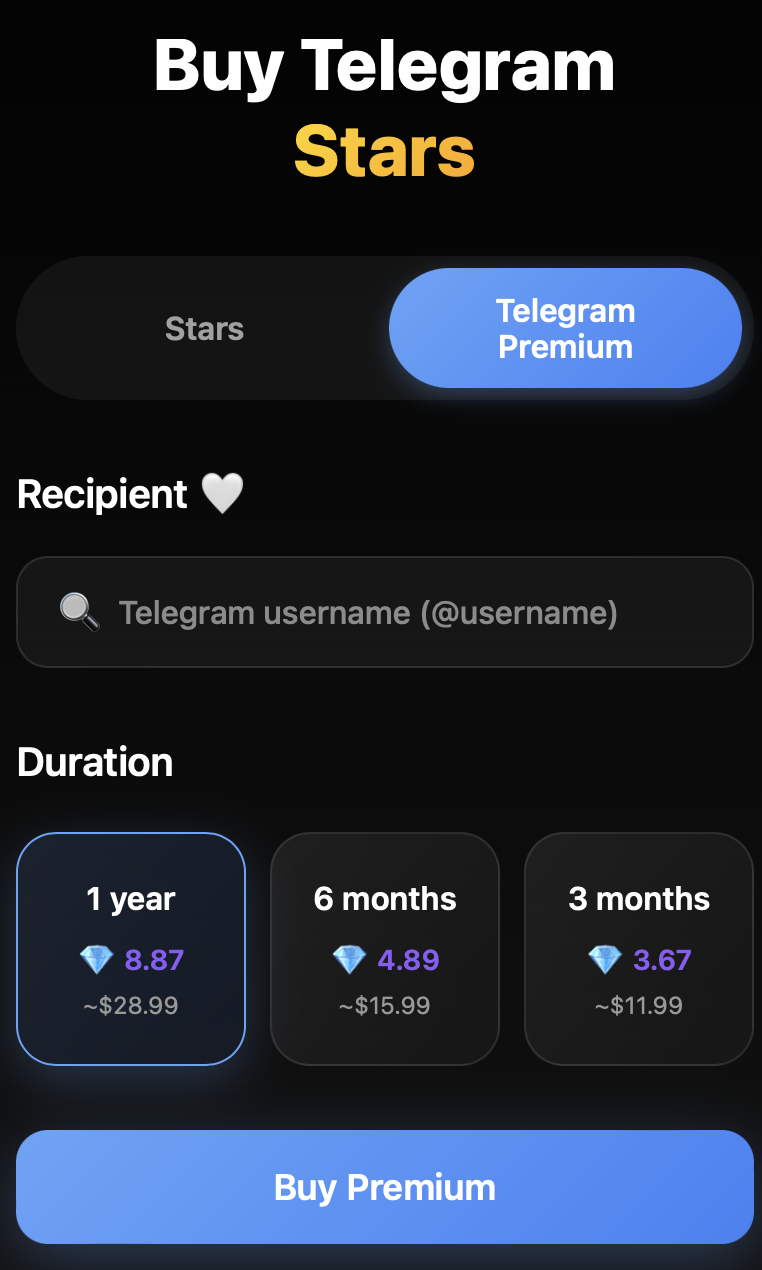 Buy Telegram
Stars
Stars
Telegram
Premium
Recipient 🤍
🔍 Telegram username (@username)
Duration
1 year
💎 8.87
~$28.99
6 months
💎 4.89
~$15.99
3 months
💎 3.67
~$11.99
Buy Premium